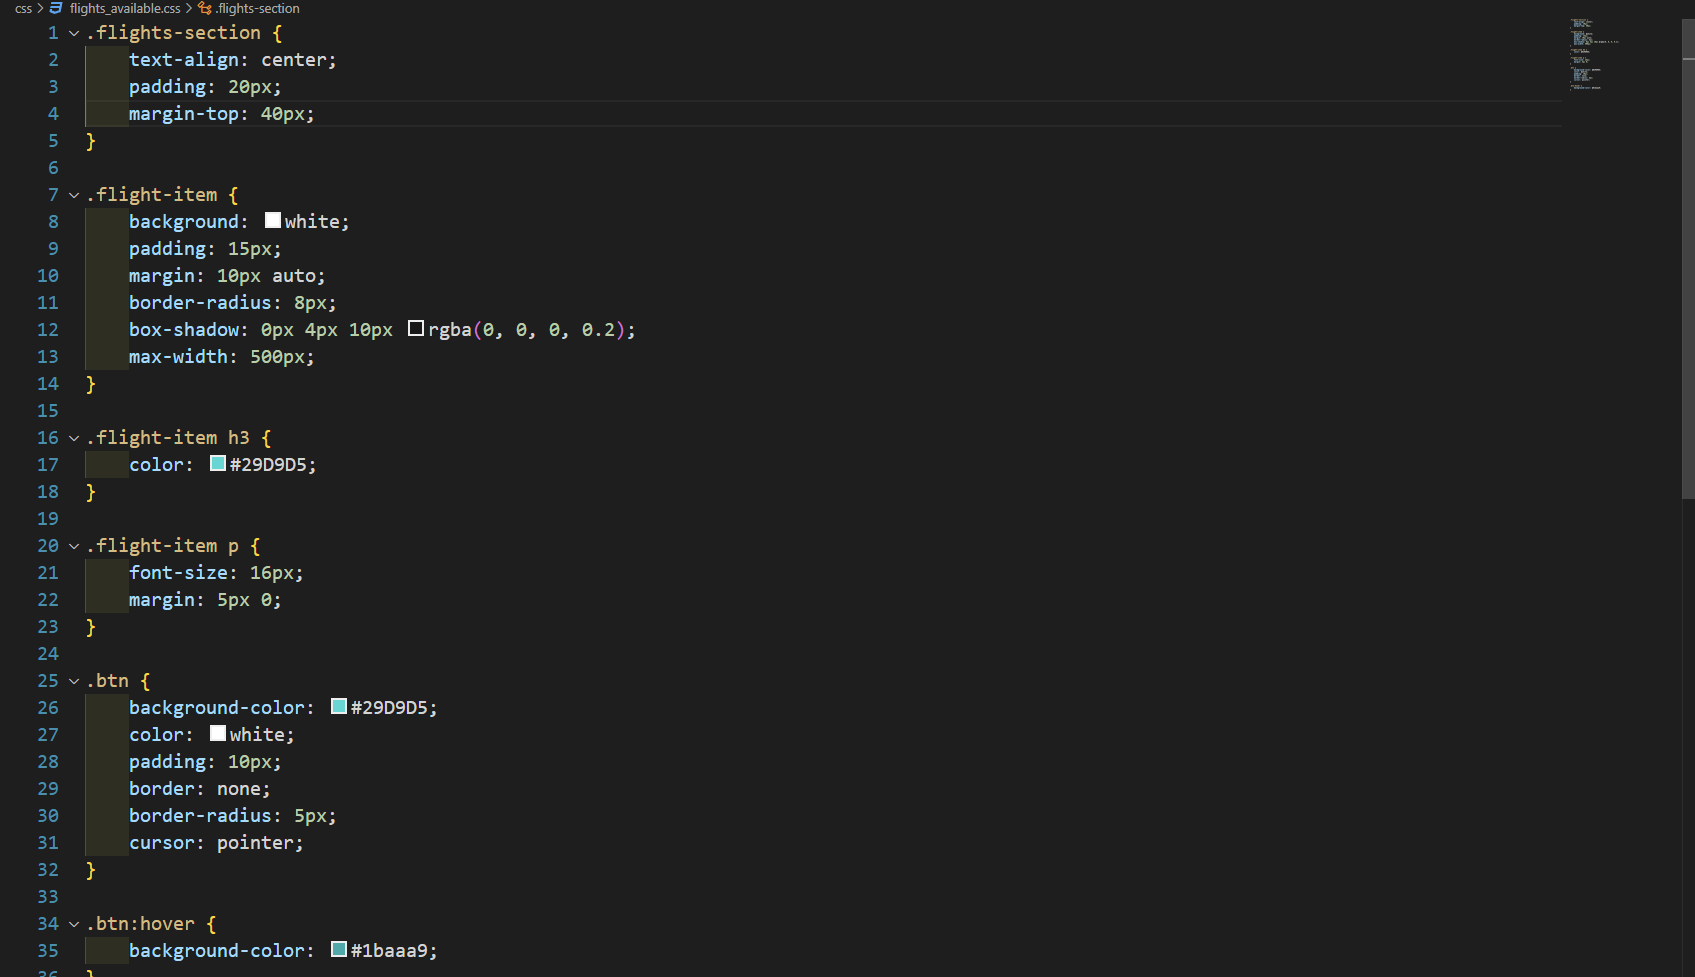 css > flights_available.css > .flights-section
1 .flights-section {
2 text-align: center;
3 padding: 20px;
4 margin-top: 40px;
5 }
6
7 .flight-item {
8 background: white;
9 padding: 15px;
10 margin: 10px auto;
11 border-radius: 8px;
12 box-shadow: 0px 4px 10px rgba(0, 0, 0, 0.2);
13 max-width: 500px;
14 }
15
16 .flight-item h3 {
17 color: #29D9D5;
18 }
19
20 .flight-item p {
21 font-size: 16px;
22 margin: 5px 0;
23 }
24
25 .btn {
26 background-color: #29D9D5;
27 color: white;
28 padding: 10px;
29 border: none;
30 border-radius: 5px;
31 cursor: pointer;
32 }
33
34 .btn:hover {
35 background-color: #1baaa9;
36 }